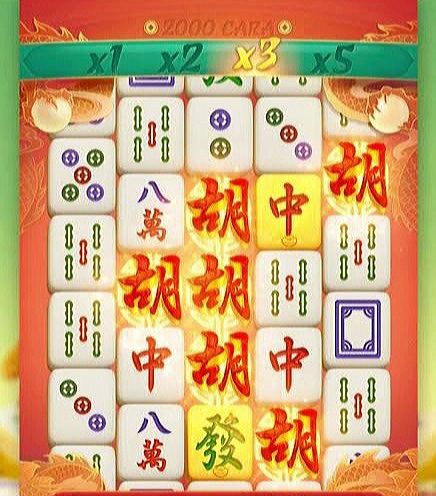 2000 CARA
x1 x2 x3 x5
胡
八萬 胡 中
胡 胡
中 胡 中
八萬 發 胡